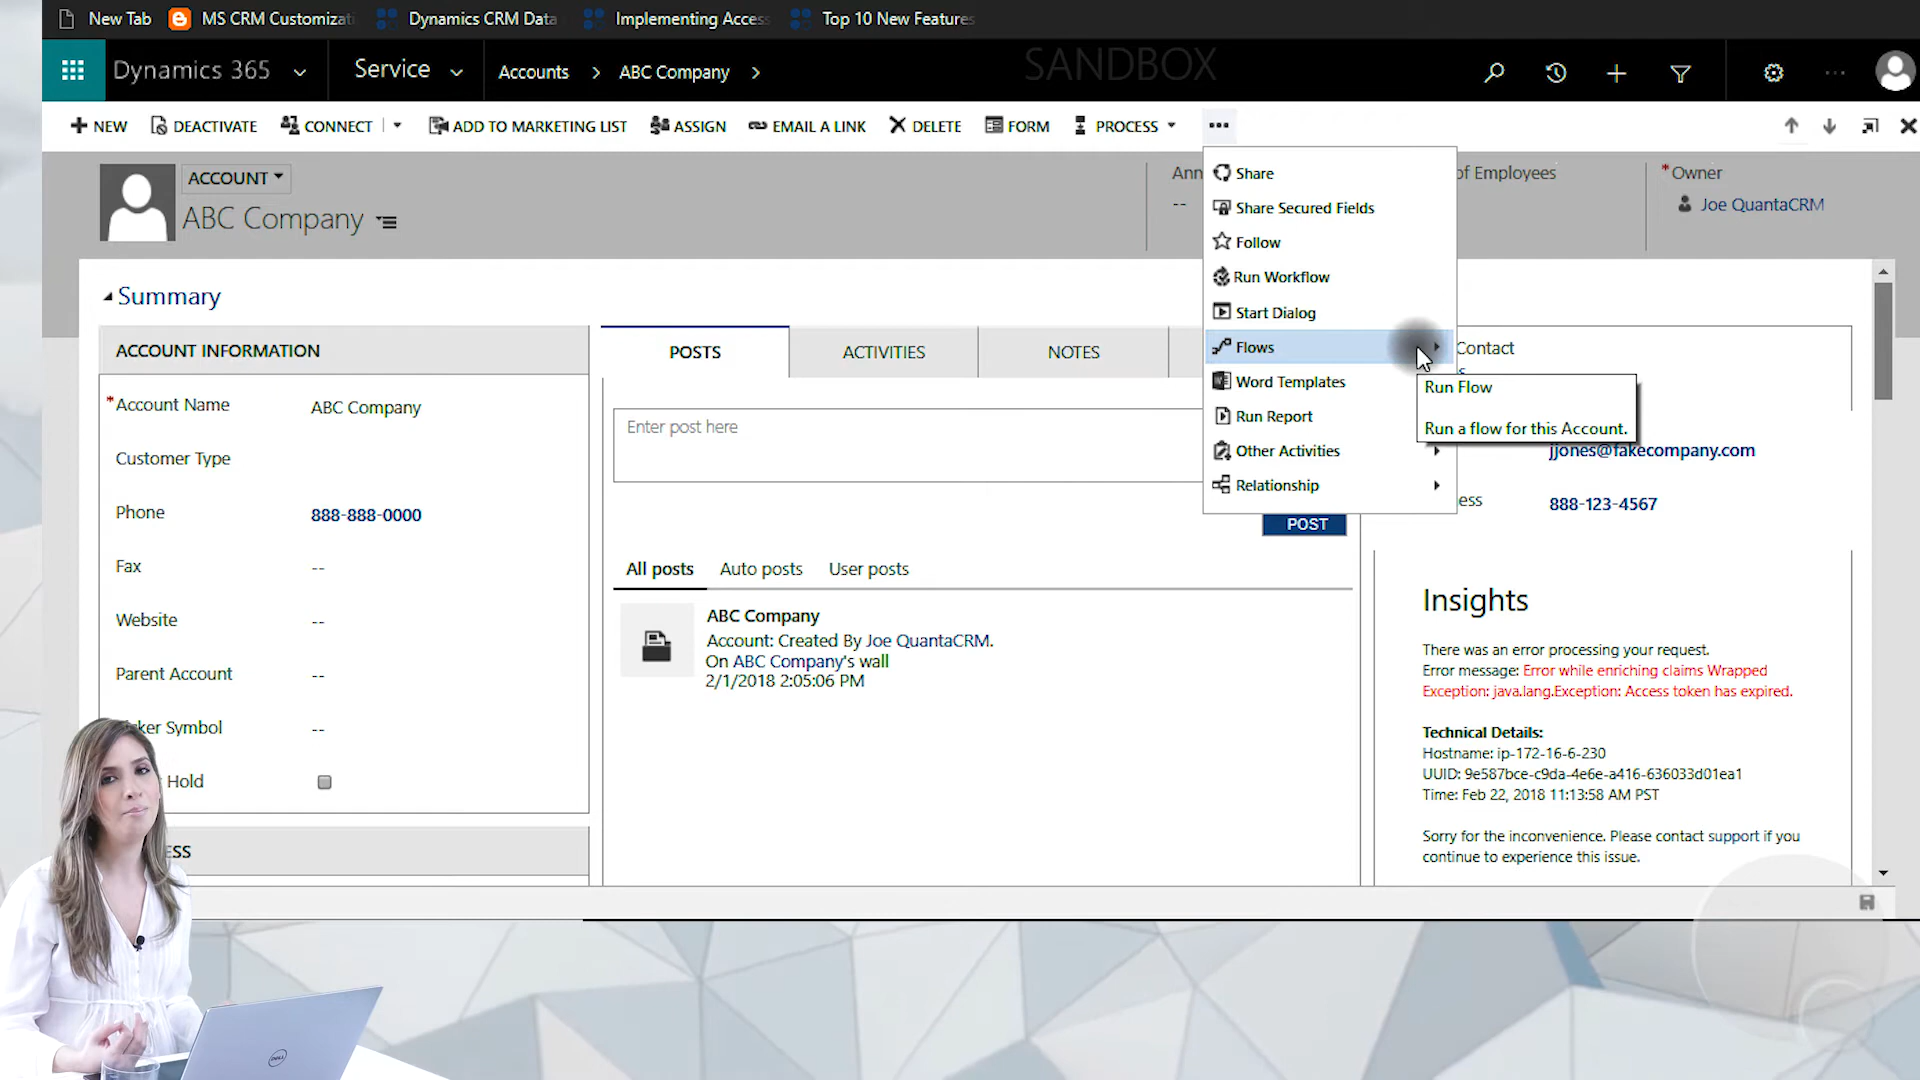 New Tab
MS CRM Customizati
Dynamics CRM Data
Implementing Access
Top 10 New Features
Dynamics 365
Service
Accounts
ABC Company
SANDBOX
NEW
DEACTIVATE
CONNECT
ADD TO MARKETING LIST
ASSIGN
EMAIL A LINK
DELETE
FORM
PROCESS
ACCOUNT
ABC Company
Ann
--
of Employees
*Owner
Joe QuantaCRM
Share
Share Secured Fields
Follow
Run Workflow
Start Dialog
Flows
Word Templates
Run Report
Other Activities
Relationship
Run Flow
Run a flow for this Account.
Summary
ACCOUNT INFORMATION
*Account Name
ABC Company
Customer Type
Phone
888-888-0000
Fax
--
Website
--
Parent Account
--
ker Symbol
--
Hold
ESS
POSTS
ACTIVITIES
NOTES
Enter post here
POST
All posts
Auto posts
User posts
ABC Company
Account: Created By Joe QuantaCRM.
On ABC Company's wall
2/1/2018 2:05:06 PM
Contact
jjones@fakecompany.com
ess
888-123-4567
Insights
There was an error processing your request.
Error message: Error while enriching claims Wrapped
Exception: java.lang.Exception: Access token has expired.
Technical Details:
Hostname: ip-172-16-6-230
UUID: 9e587bce-c9da-4e6e-a416-636033d01ea1
Time: Feb 22, 2018 11:13:58 AM PST
Sorry for the inconvenience. Please contact support if you
continue to experience this issue.
DELL